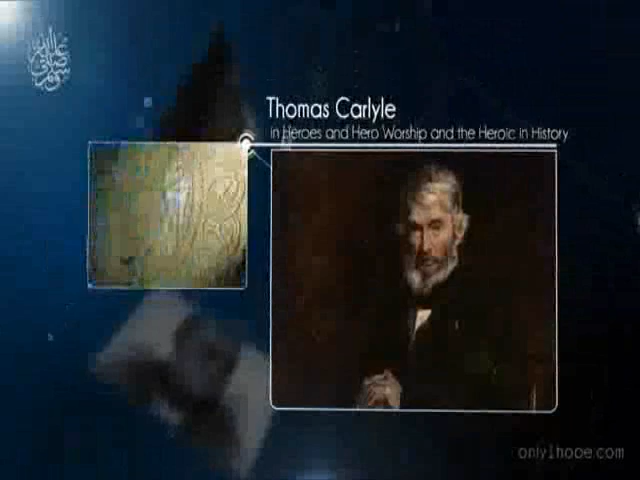 Thomas Carlyle
in Heroes and Hero Worship and the Heroic in History
only1hope.com